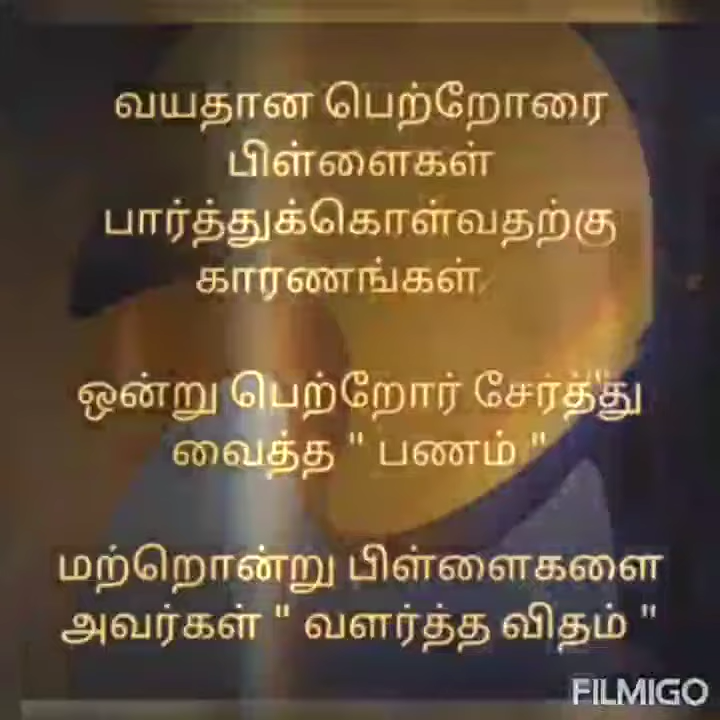 வயதான பெற்றோரை
பிள்ளைகள்
பார்த்துக்கொள்வதற்கு
காரணங்கள்
ஒன்று பெற்றோர் சேர்த்து
வைத்த " பணம் "
மற்றொன்று பிள்ளைகளை
அவர்கள் " வளர்த்த விதம் "
FILMIGO